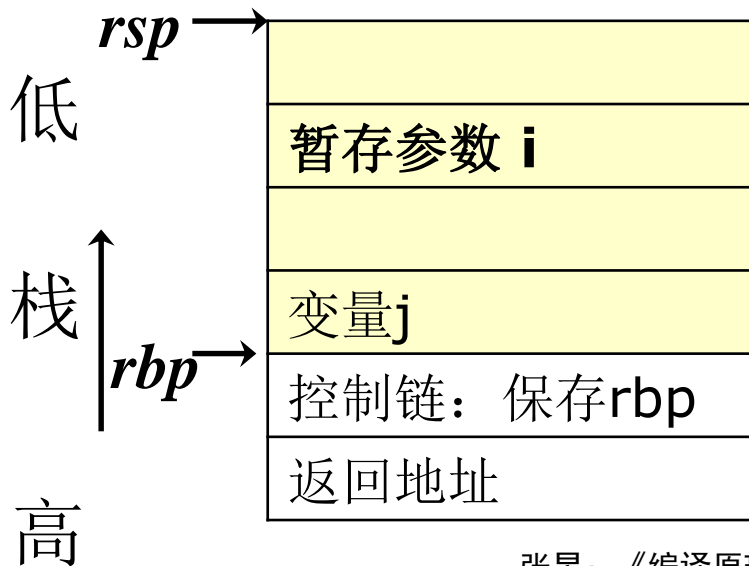 rsp
低
暂存参数 i
栈
变量j
rbp
控制链：保存rbp
返回地址
高